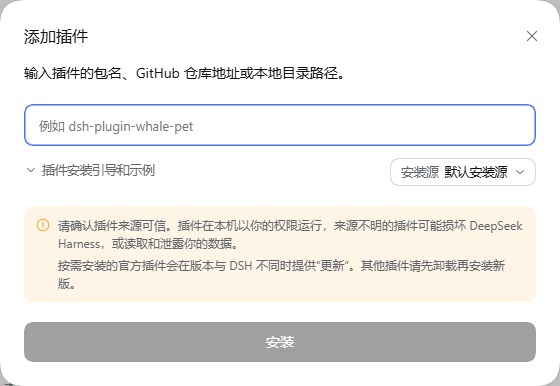 添加插件
输入插件的包名、GitHub 仓库地址或本地目录路径。
例如 dsh-plugin-whale-pet
插件安装引导和示例
安装源 默认安装源
请确认插件来源可信。插件在本机以你的权限运行，来源不明的插件可能损坏 DeepSeek
Harness，或读取和泄露你的数据。
按需安装的官方插件会在版本与 DSH 不同时提供“更新”。其他插件请先卸载再安装新
版。
安装